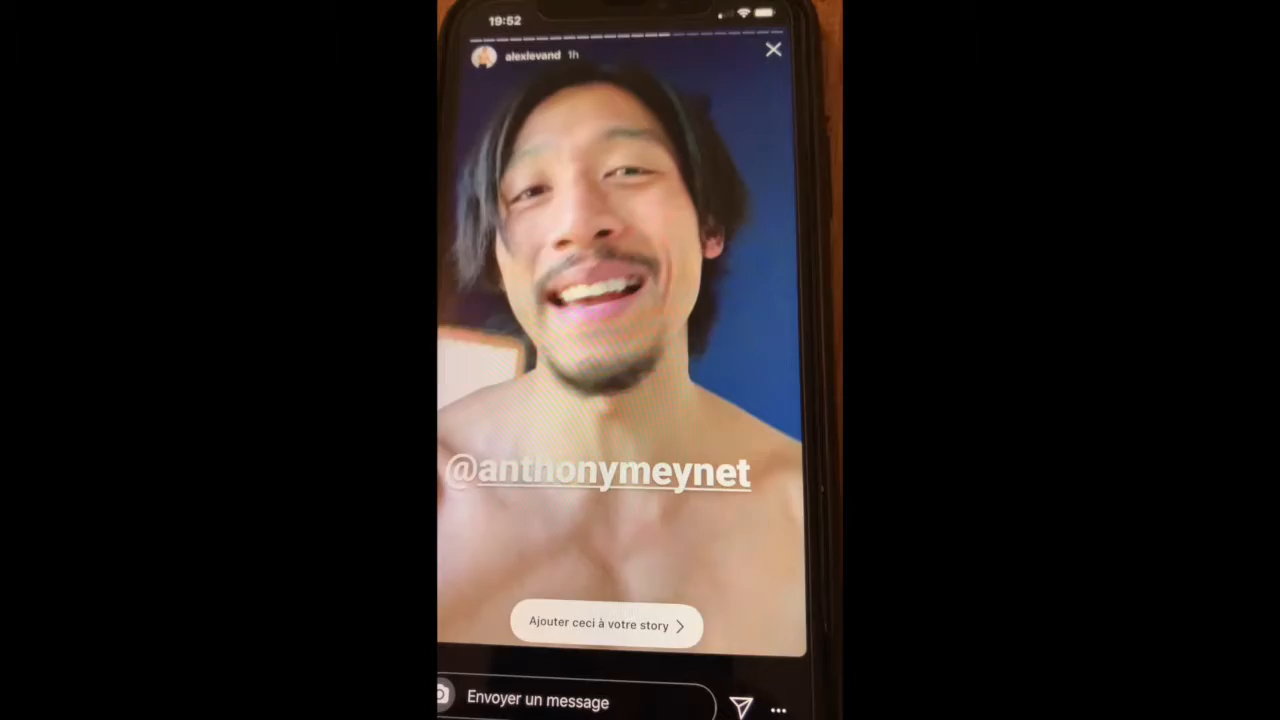 19:52
alexlevand 1h
@anthonymeynet
Ajouter ceci à votre story
Envoyer un message